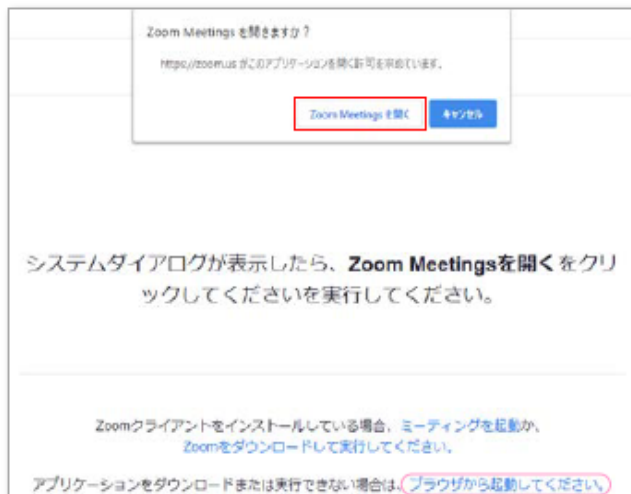 Zoom Meetings を開きますか？
https://zoom.us がこのアプリケーションを開く許可を求めています。
Zoom Meetings を開く
キャンセル
システムダイアログが表示したら、Zoom Meetingsを開くをクリ
ックしてくださいを実行してください。
Zoomクライアントをインストールしている場合、ミーティングを起動か、
Zoomをダウンロードして実行してください。
アプリケーションをダウンロードまたは実行できない場合は、ブラウザから起動してください。